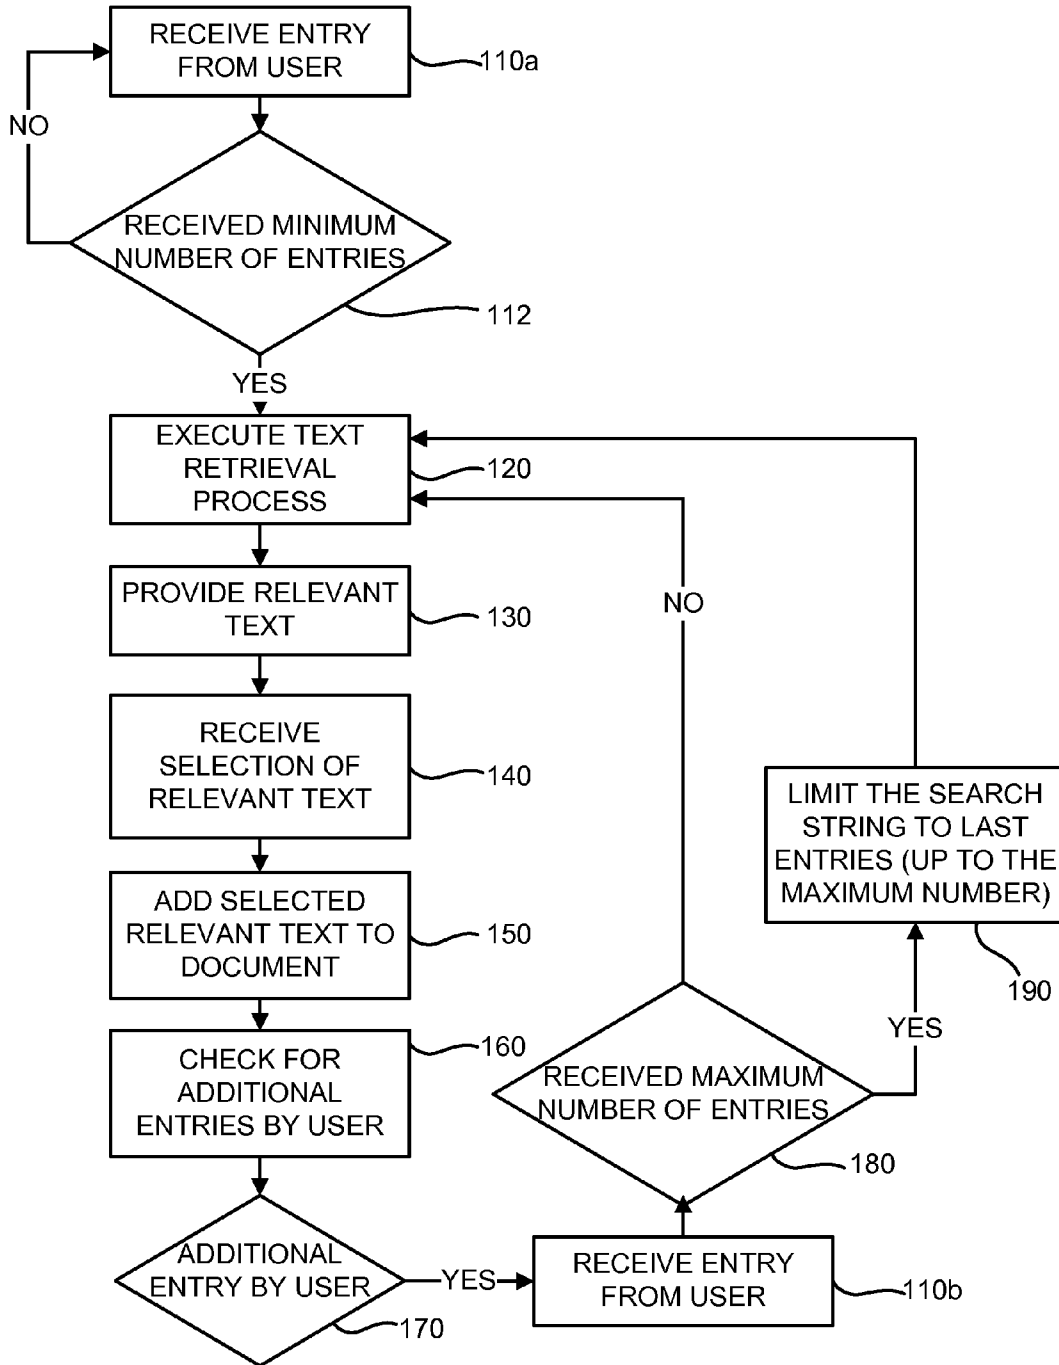 RECEIVE ENTRY
FROM USER
110a
NO
RECEIVED MINIMUM
NUMBER OF ENTRIES
112
YES
EXECUTE TEXT
RETRIEVAL
PROCESS
120
PROVIDE RELEVANT
TEXT
130
NO
RECEIVE
SELECTION OF
RELEVANT TEXT
140
LIMIT THE SEARCH
STRING TO LAST
ENTRIES (UP TO THE
MAXIMUM NUMBER)
190
ADD SELECTED
RELEVANT TEXT TO
DOCUMENT
150
YES
CHECK FOR
ADDITIONAL
ENTRIES BY USER
160
RECEIVED MAXIMUM
NUMBER OF ENTRIES
180
ADDITIONAL
ENTRY BY USER
170
YES
RECEIVE ENTRY
FROM USER
110b